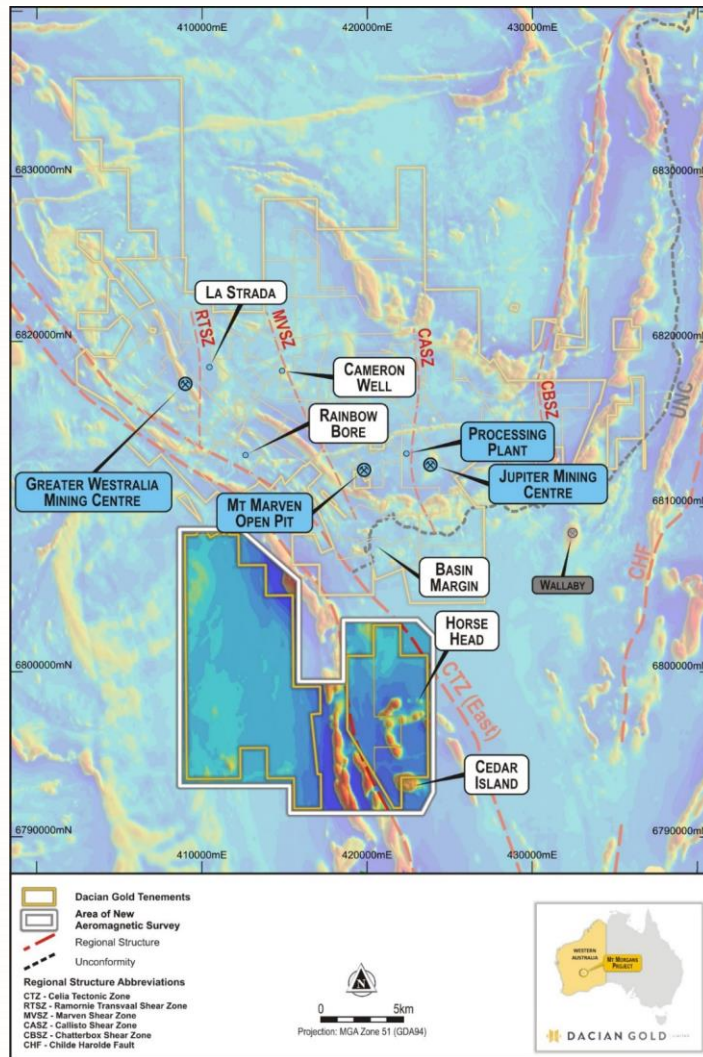 410000mE
420000mE
430000mE
6830000mN
6830000mN
6820000mN
6820000mN
LA STRADA
RTSZ
MVSZ
CASZ
CBSZ
UNC
CAMERON
WELL
RAINBOW
BORE
PROCESSING
PLANT
GREATER WESTRALIA
MINING CENTRE
MT MARVEN
OPEN PIT
JUPITER MINING
CENTRE
6810000mN
BASIN
MARGIN
WALLABY
CHF
HORSE
HEAD
6800000mN
6800000mN
CTZ (East)
CEDAR
ISLAND
6790000mN
6790000mN
410000mE
420000mE
430000mE
Dacian Gold Tenements
Area of New
Aeromagnetic Survey
Regional Structure
Unconformity
Regional Structure Abbreviations
CTZ - Celia Tectonic Zone
RTSZ - Ramornie Transvaal Shear Zone
MVSZ - Marven Shear Zone
CASZ - Callisto Shear Zone
CBSZ - Chatterbox Shear Zone
CHF - Childe Harolde Fault
N
0
5km
Projection: MGA Zone 51 (GDA94)
WESTERN
AUSTRALIA
MT MORGANS
PROJECT
DACIAN GOLD LIMITED